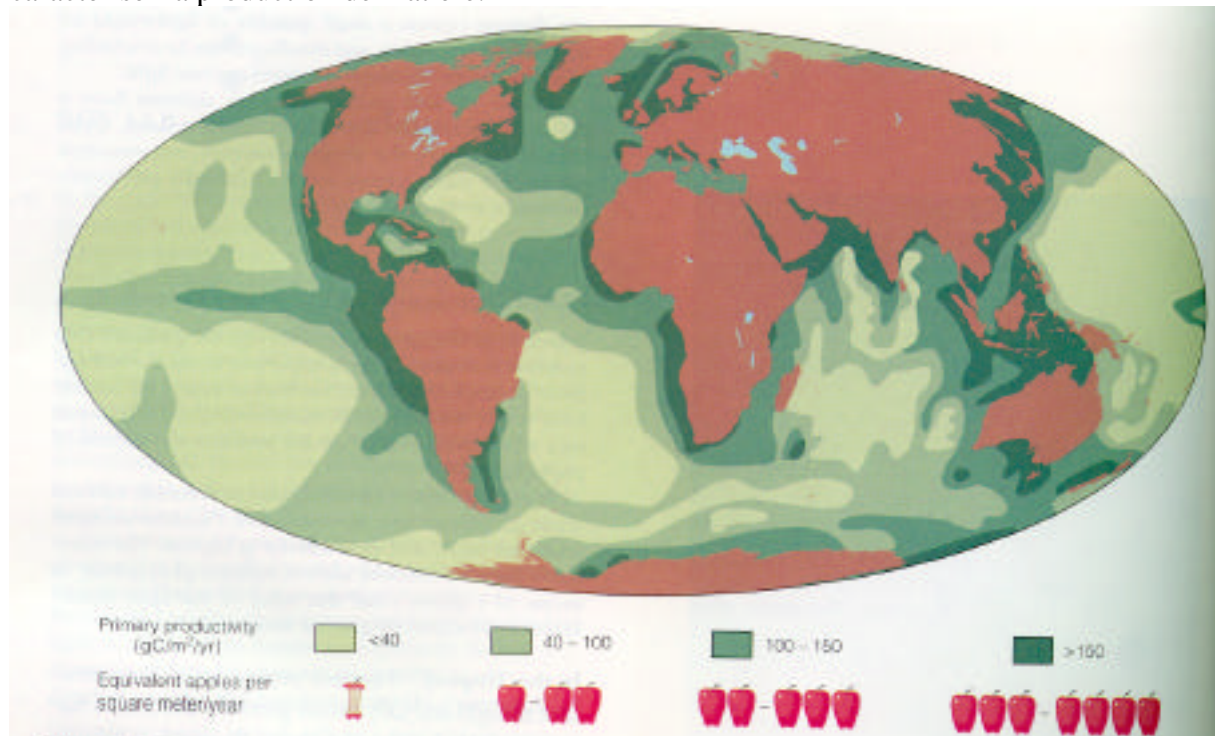 Primary productivity
(gC/m²/yr)
<40
40 – 100
100 – 150
>150
Equivalent apples per
square meter/year